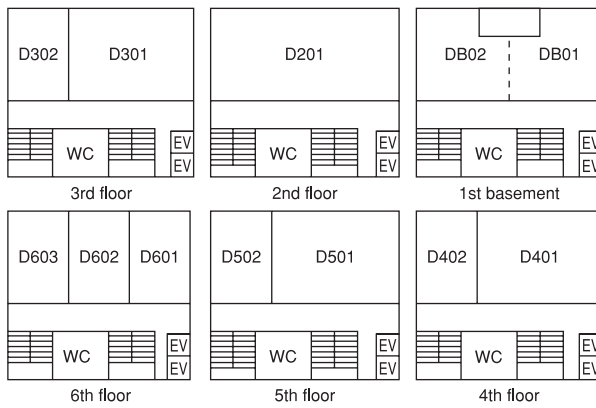 D302 D301
EV
WC
EV
3rd floor
D201
EV
WC
EV
2nd floor
DB02 DB01
EV
WC
EV
1st basement
D603 D602 D601
EV
WC
EV
6th floor
D502 D501
EV
WC
EV
5th floor
D402 D401
EV
WC
EV
4th floor